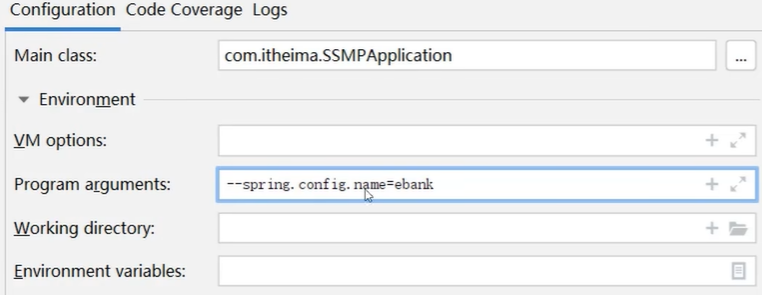 Configuration Code Coverage Logs
Main class: com.itheima.SSMPApplication ...
Environment
VM options:
Program arguments: --spring.config.name=ebank
Working directory:
Environment variables: